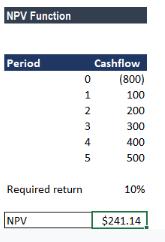 NPV Function
Period Cashflow
0 (800)
1 100
2 200
3 300
4 400
5 500
Required return 10%
NPV $241.14